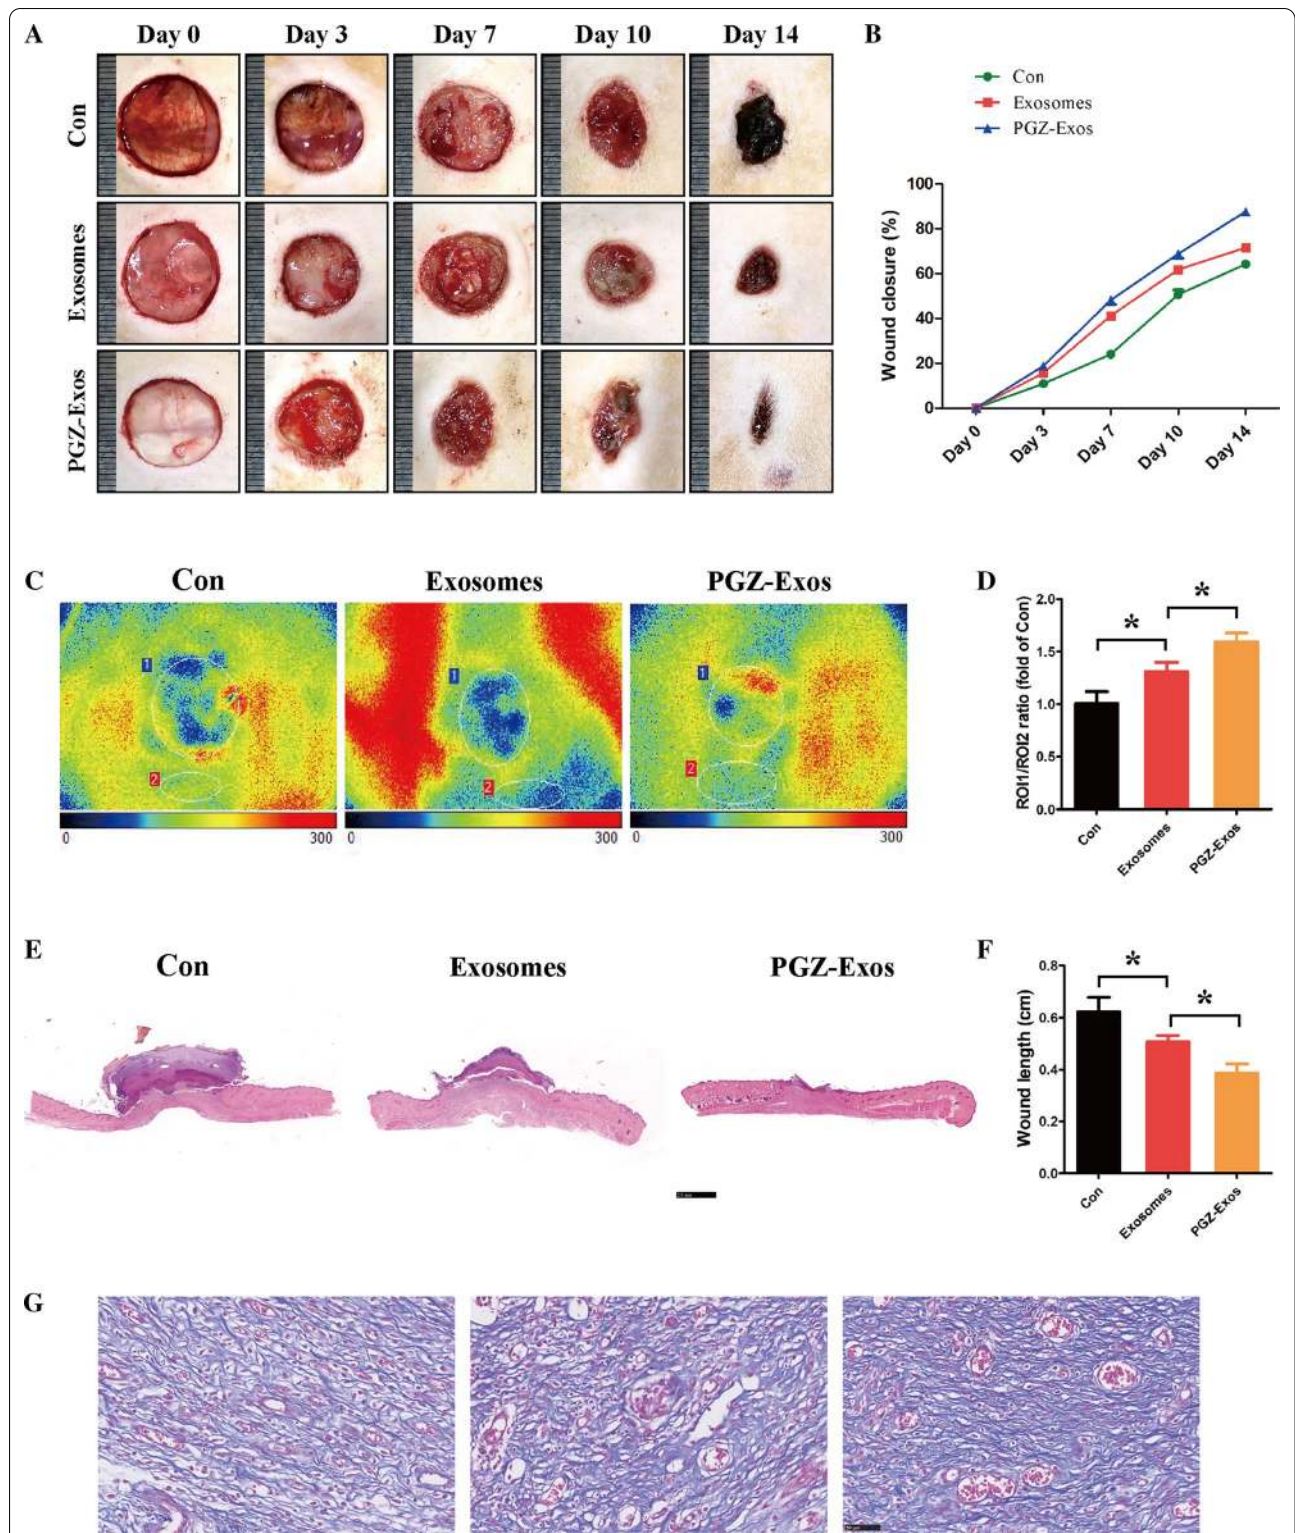 A
Day 0
Day 3
Day 7
Day 10
Day 14
Con
Exosomes
PGZ-Exos
B
Con
Exosomes
PGZ-Exos
Wound closure (%)
100
80
60
40
20
0
Day 0
Day 3
Day 7
Day 10
Day 14
C
Con
Exosomes
PGZ-Exos
1
2
1
2
1
2
0
300
0
300
0
300
D
ROI1/ROI2 ratio (fold of Con)
2.0
1.5
1.0
0.5
0.0
*
*
Con
Exosomes
PGZ-Exos
E
Con
Exosomes
PGZ-Exos
F
Wound length (cm)
0.8
0.6
0.4
0.2
0.0
*
*
Con
Exosomes
PGZ-Exos
G